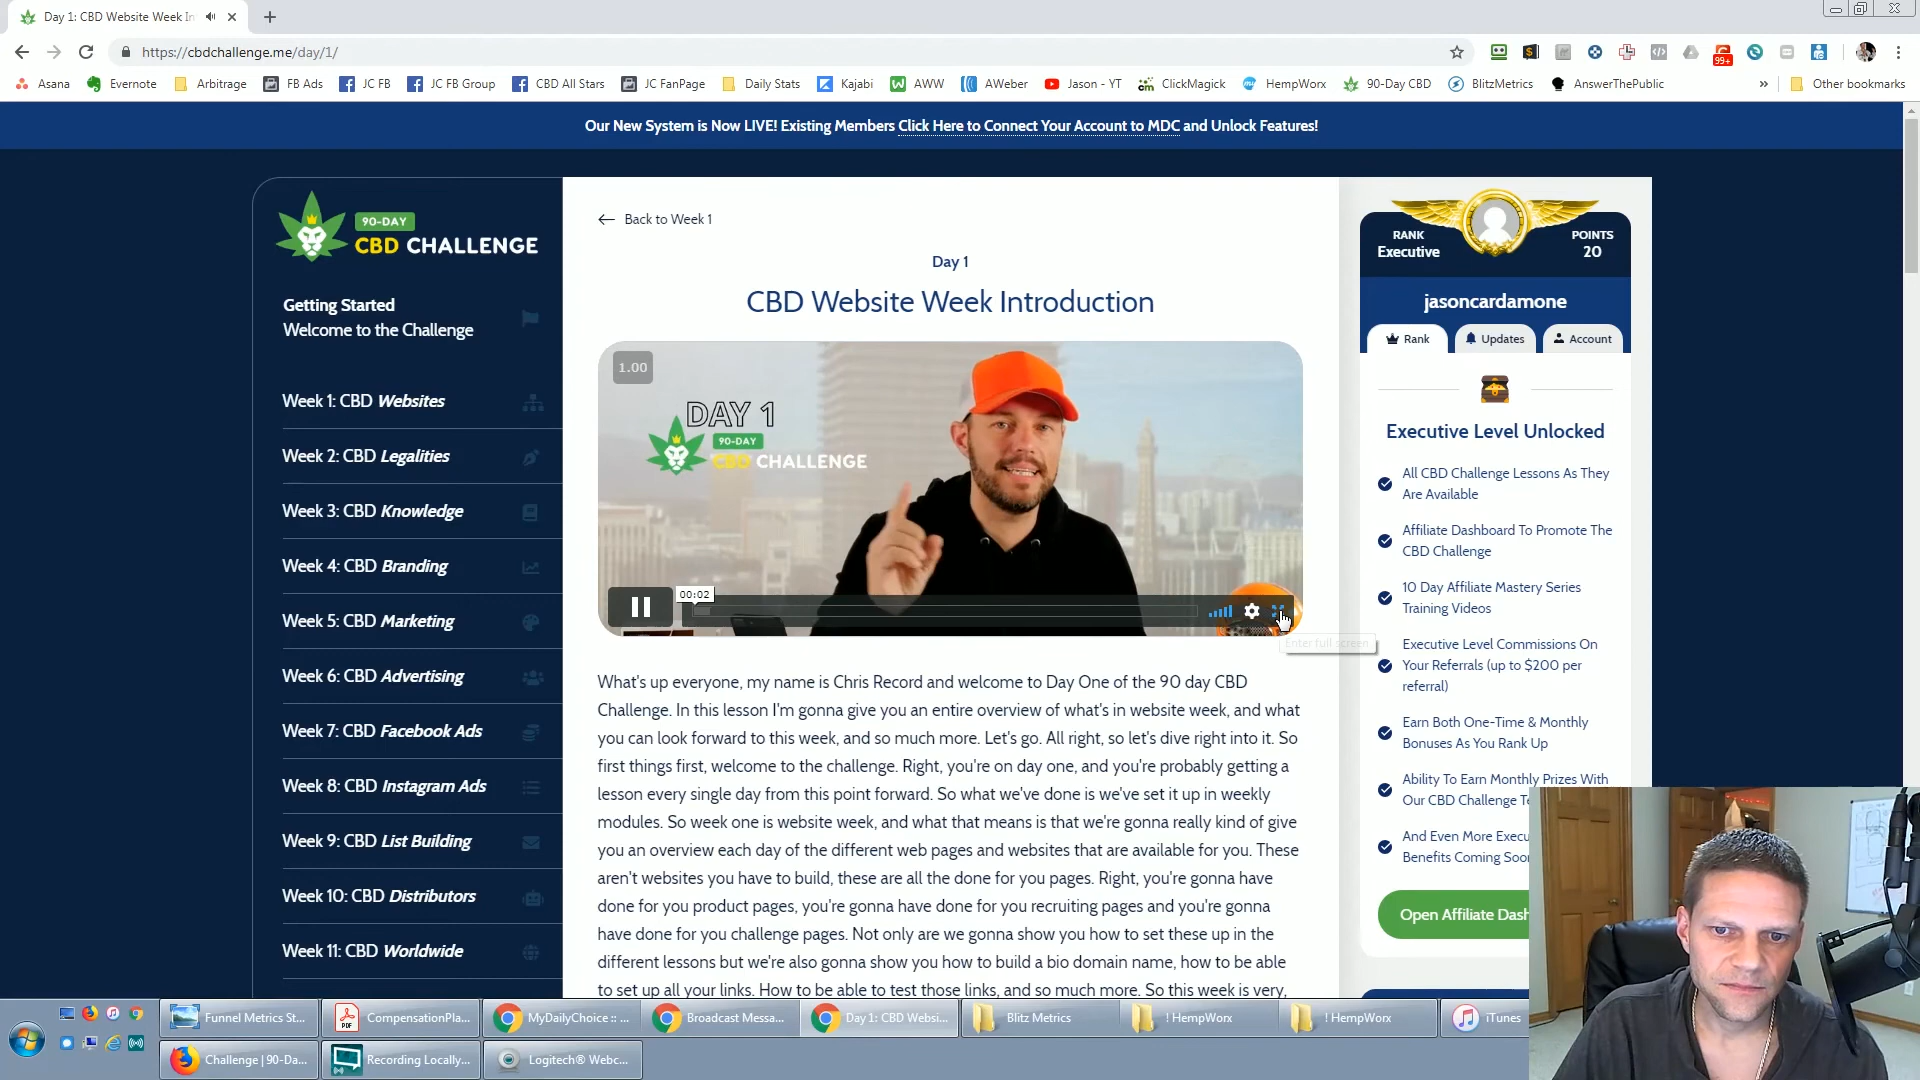 Day 1: CBD Website Week In
https://cbdchallenge.me/day/1/
99+
Asana
Evernote
Arbitrage
FB Ads
JC FB
JC FB Group
CBD All Stars
JC FanPage
Daily Stats
Kajabi
AWW
AWeber
Jason - YT
ClickMagick
HempWorx
90-Day CBD
BlitzMetrics
AnswerThePublic
»
Other bookmarks
Our New System is Now LIVE! Existing Members Click Here to Connect Your Account to MDC and Unlock Features!
90-DAY
CBD CHALLENGE
Getting Started
Welcome to the Challenge
Week 1: CBD Websites
Week 2: CBD Legalities
Week 3: CBD Knowledge
Week 4: CBD Branding
Week 5: CBD Marketing
Week 6: CBD Advertising
Week 7: CBD Facebook Ads
Week 8: CBD Instagram Ads
Week 9: CBD List Building
Week 10: CBD Distributors
Week 11: CBD Worldwide
Back to Week 1
Day 1
CBD Website Week Introduction
1.00
DAY 1
90-DAY
CBD CHALLENGE
00:02
Enter full screen
What's up everyone, my name is Chris Record and welcome to Day One of the 90 day CBD
Challenge. In this lesson I'm gonna give you an entire overview of what's in website week, and what
you can look forward to this week, and so much more. Let's go. All right, so let's dive right into it. So
first things first, welcome to the challenge. Right, you're on day one, and you're probably getting a
lesson every single day from this point forward. So what we've done is we've set it up in weekly
modules. So week one is website week, and what that means is that we're gonna really kind of give
you an overview each day of the different web pages and websites that are available for you. These
aren't websites you have to build, these are all the done for you pages. Right, you're gonna have
done for you product pages, you're gonna have done for you recruiting pages and you're gonna
have done for you challenge pages. Not only are we gonna show you how to set these up in the
different lessons but we're also gonna show you how to build a bio domain name, how to be able
to set up all your links. How to be able to test those links, and so much more. So this week is very,
RANK
Executive
POINTS
20
jasoncardamone
Rank
Updates
Account
Executive Level Unlocked
All CBD Challenge Lessons As They
Are Available
Affiliate Dashboard To Promote The
CBD Challenge
10 Day Affiliate Mastery Series
Training Videos
Executive Level Commissions On
Your Referrals (up to $200 per
referral)
Earn Both One-Time & Monthly
Bonuses As You Rank Up
Ability To Earn Monthly Prizes With
Our CBD Challenge Te
And Even More Execu
Benefits Coming Soon
Open Affiliate Dash
Funnel Metrics St...
CompensationPla...
MyDailyChoice :: ...
Broadcast Messa...
Day 1: CBD Websi...
Blitz Metrics
! HempWorx
! HempWorx
iTunes
Challenge | 90-Da...
Recording Locally...
Logitech® Webc...